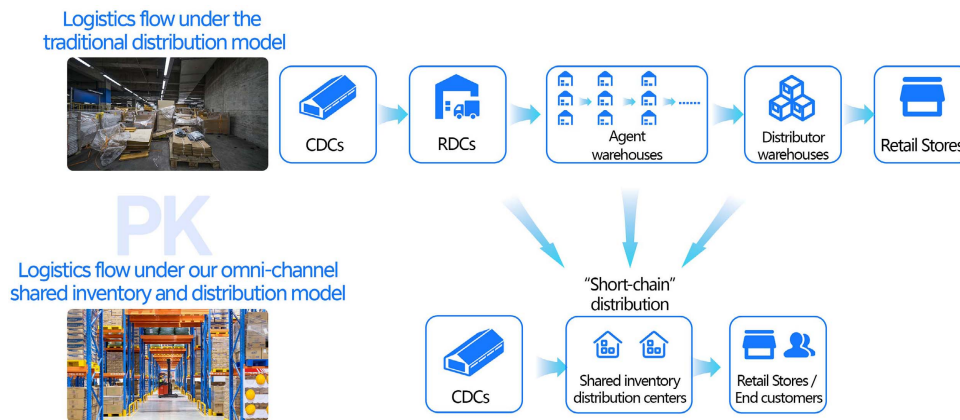 Logistics flow under the
traditional distribution model
CDCs
RDCs
Agent
warehouses
Distributor
warehouses
Retail Stores
PK
Logistics flow under our omni-channel
shared inventory and distribution model
“Short-chain”
distribution
CDCs
Shared inventory
distribution centers
Retail Stores /
End customers